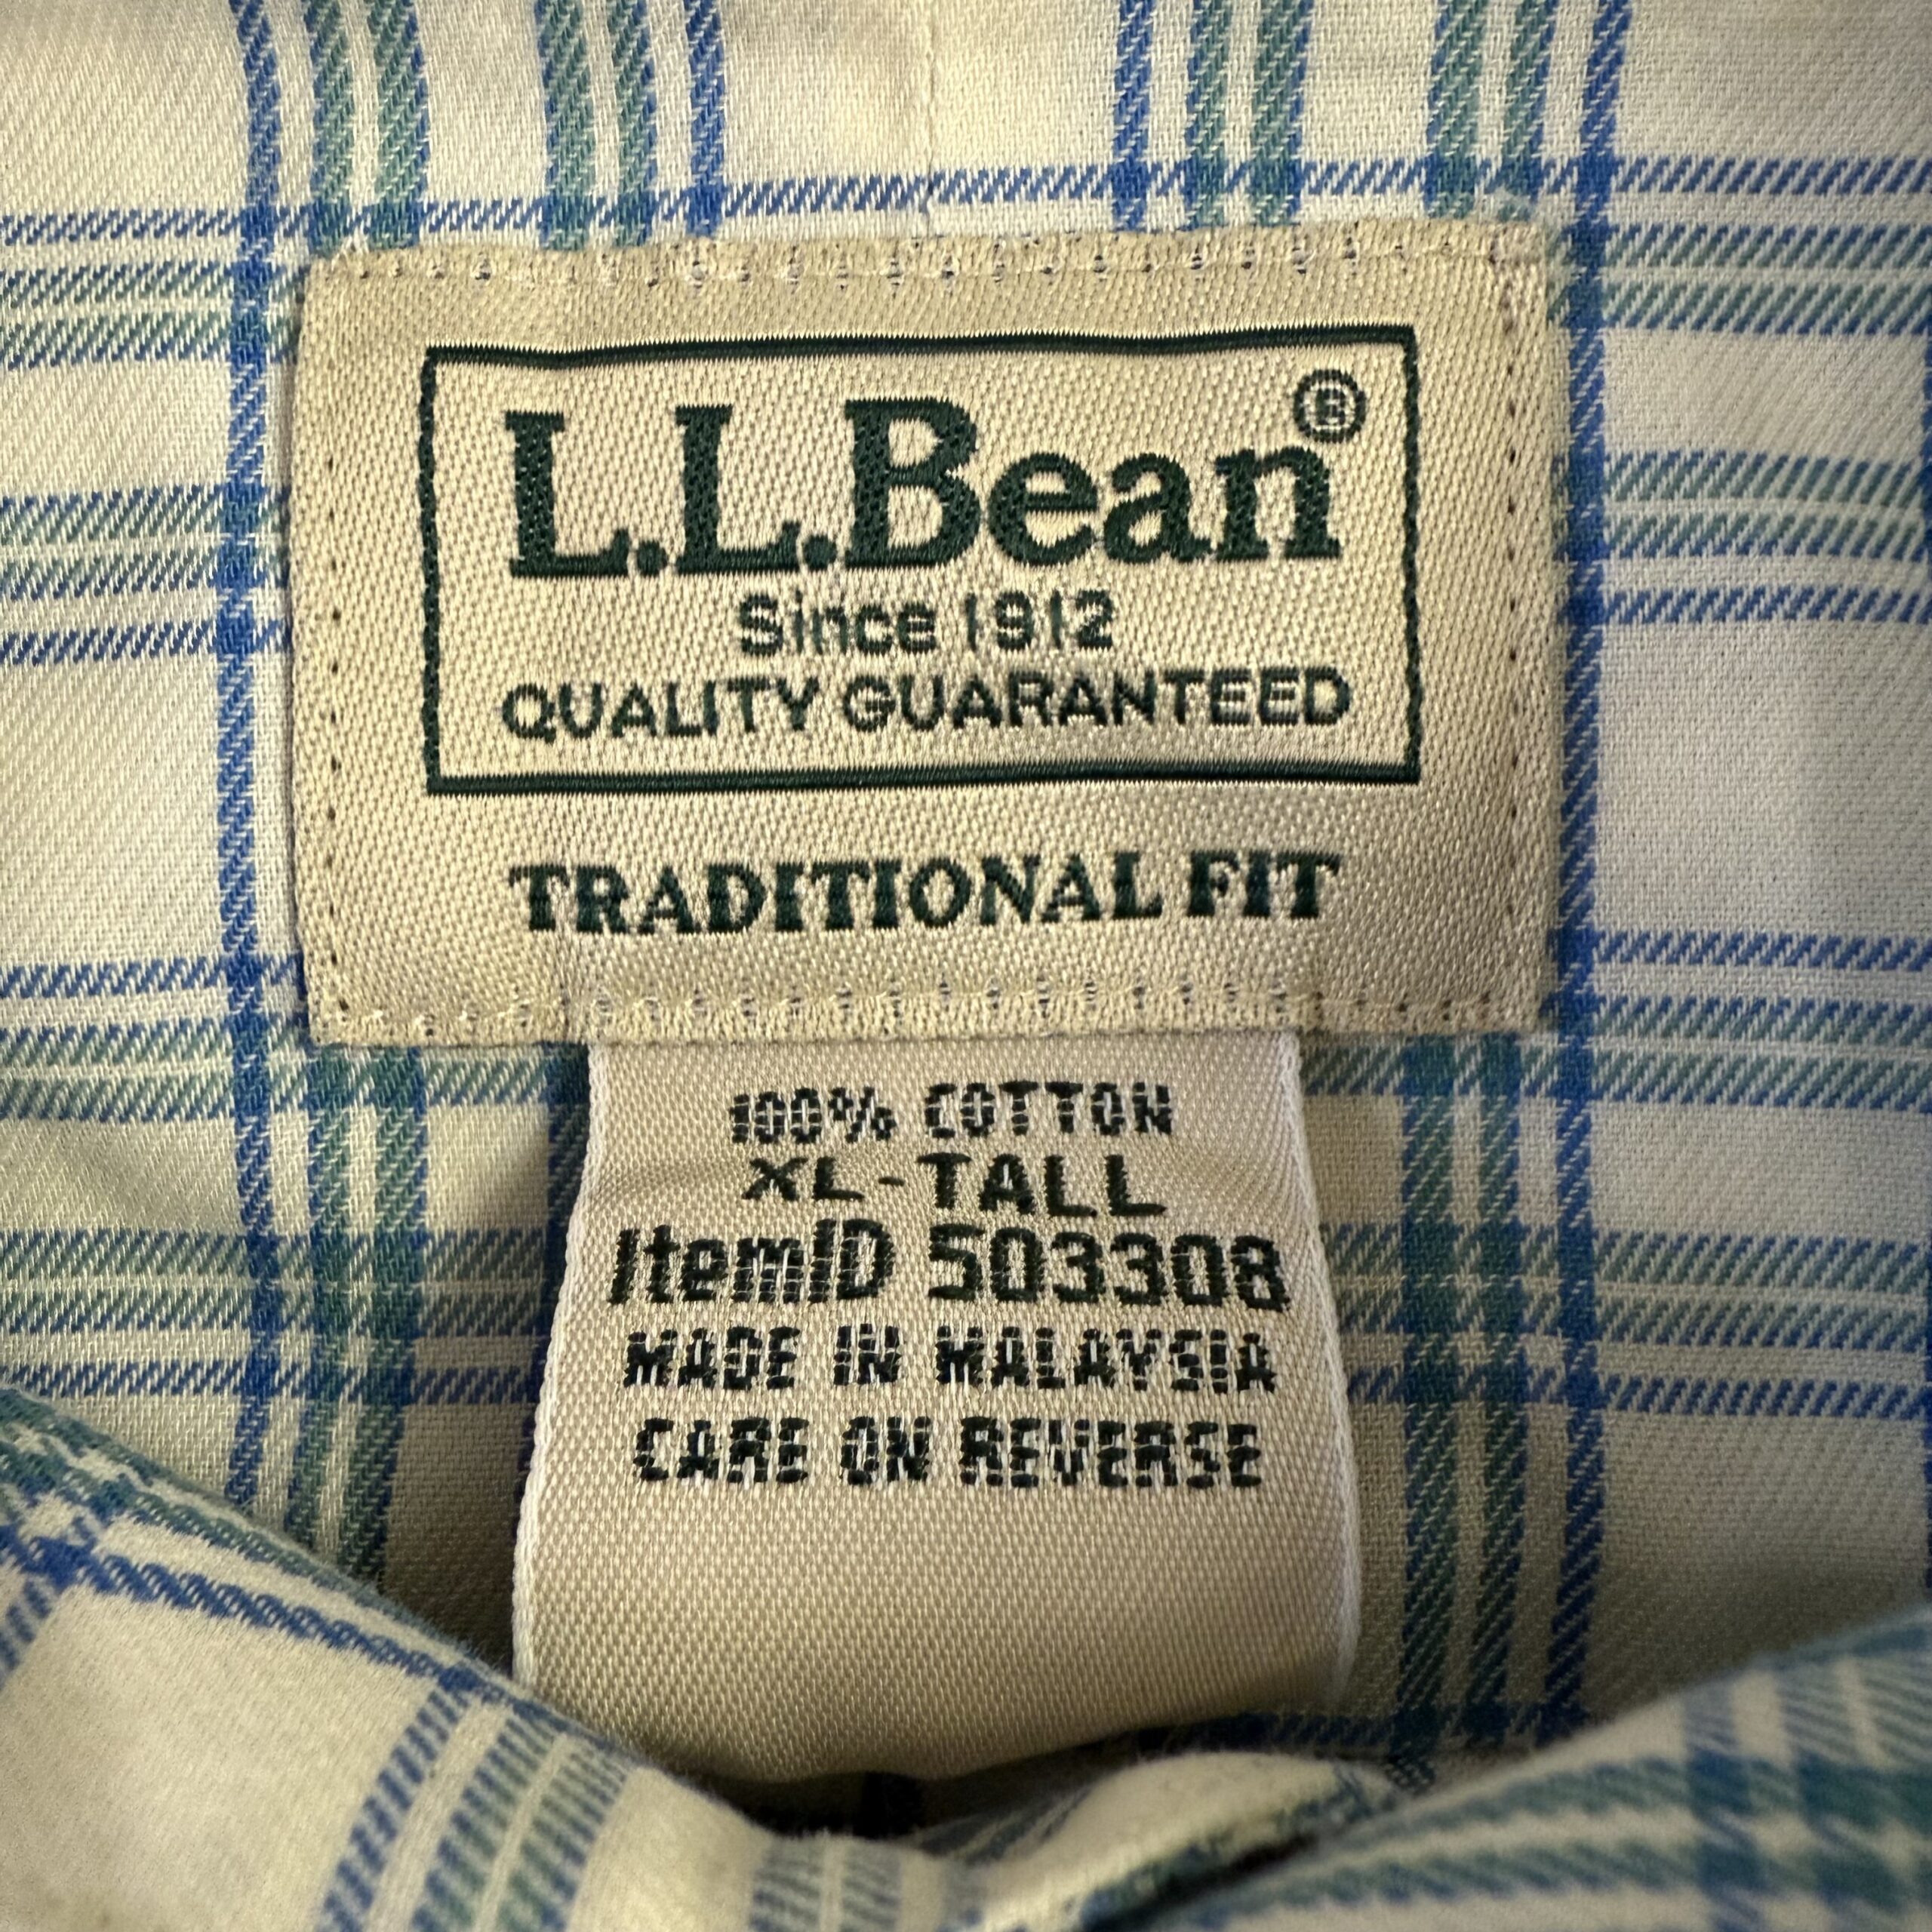 L.L.Bean®
Since 1912
QUALITY GUARANTEED
TRADITIONAL FIT
100% COTTON
XL-TALL
ItemID 503308
MADE IN MALAYSIA
CARE ON REVERSE